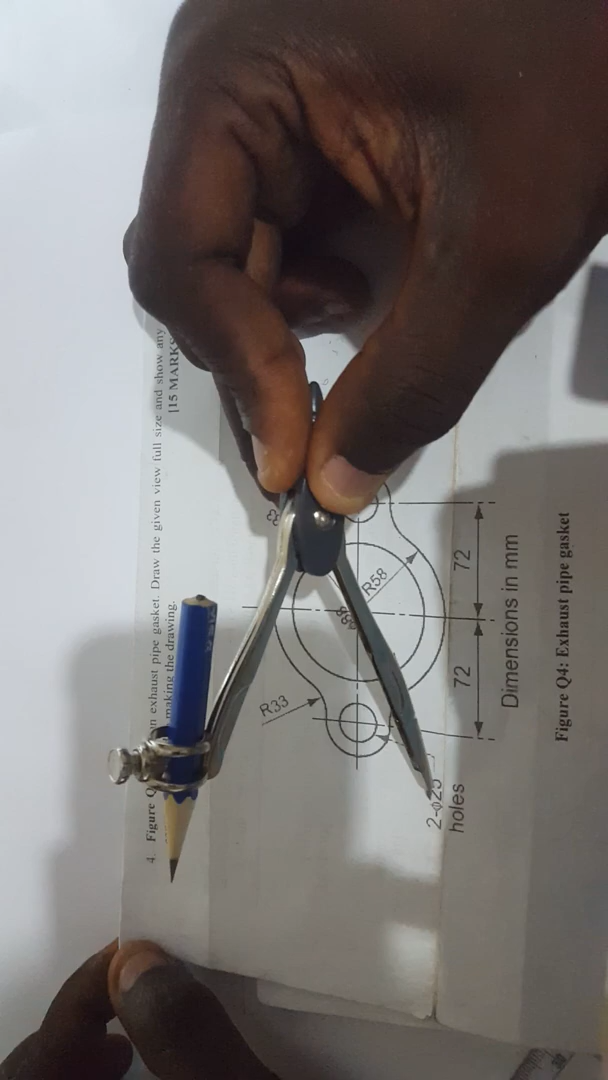 4. Figure Q an exhaust pipe gasket. Draw the given view full size and show any
making the drawing.
[15 MARKS
R33
R58
72
72
2-φ25
holes
Dimensions in mm
Figure Q4: Exhaust pipe gasket